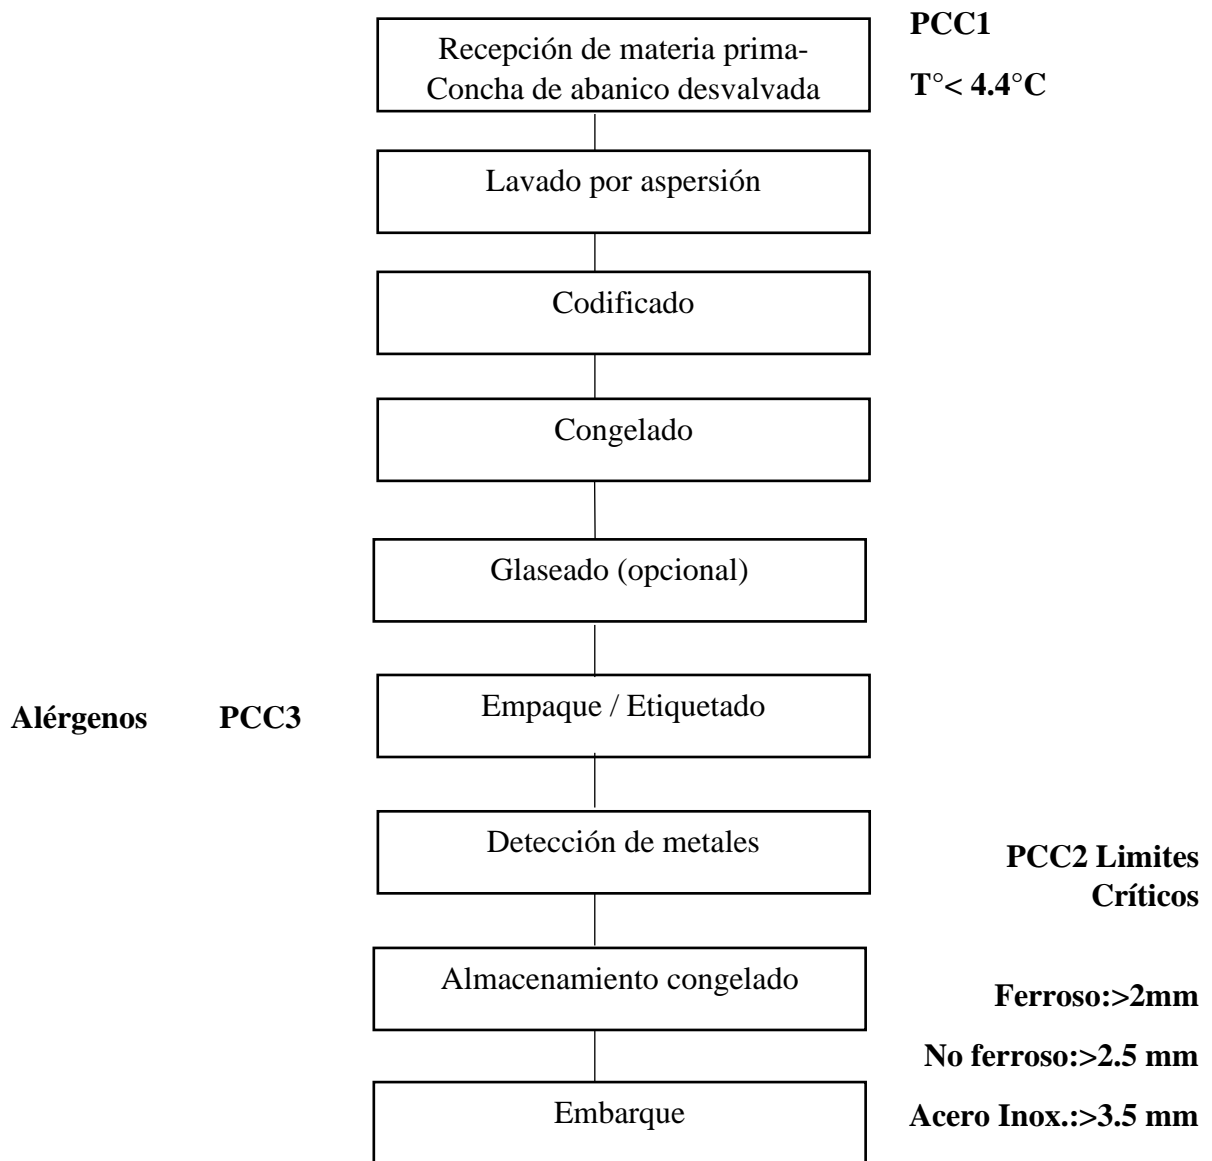 PCC1
Recepción de materia prima-
Concha de abanico desvalvada
T°< 4.4°C
Lavado por aspersión
Codificado
Congelado
Glaseado (opcional)
Empaque / Etiquetado
Alérgenos PCC3
Detección de metales
PCC2 Limites
Críticos
Almacenamiento congelado
Ferroso:>2mm
No ferroso:>2.5 mm
Embarque
Acero Inox.:>3.5 mm